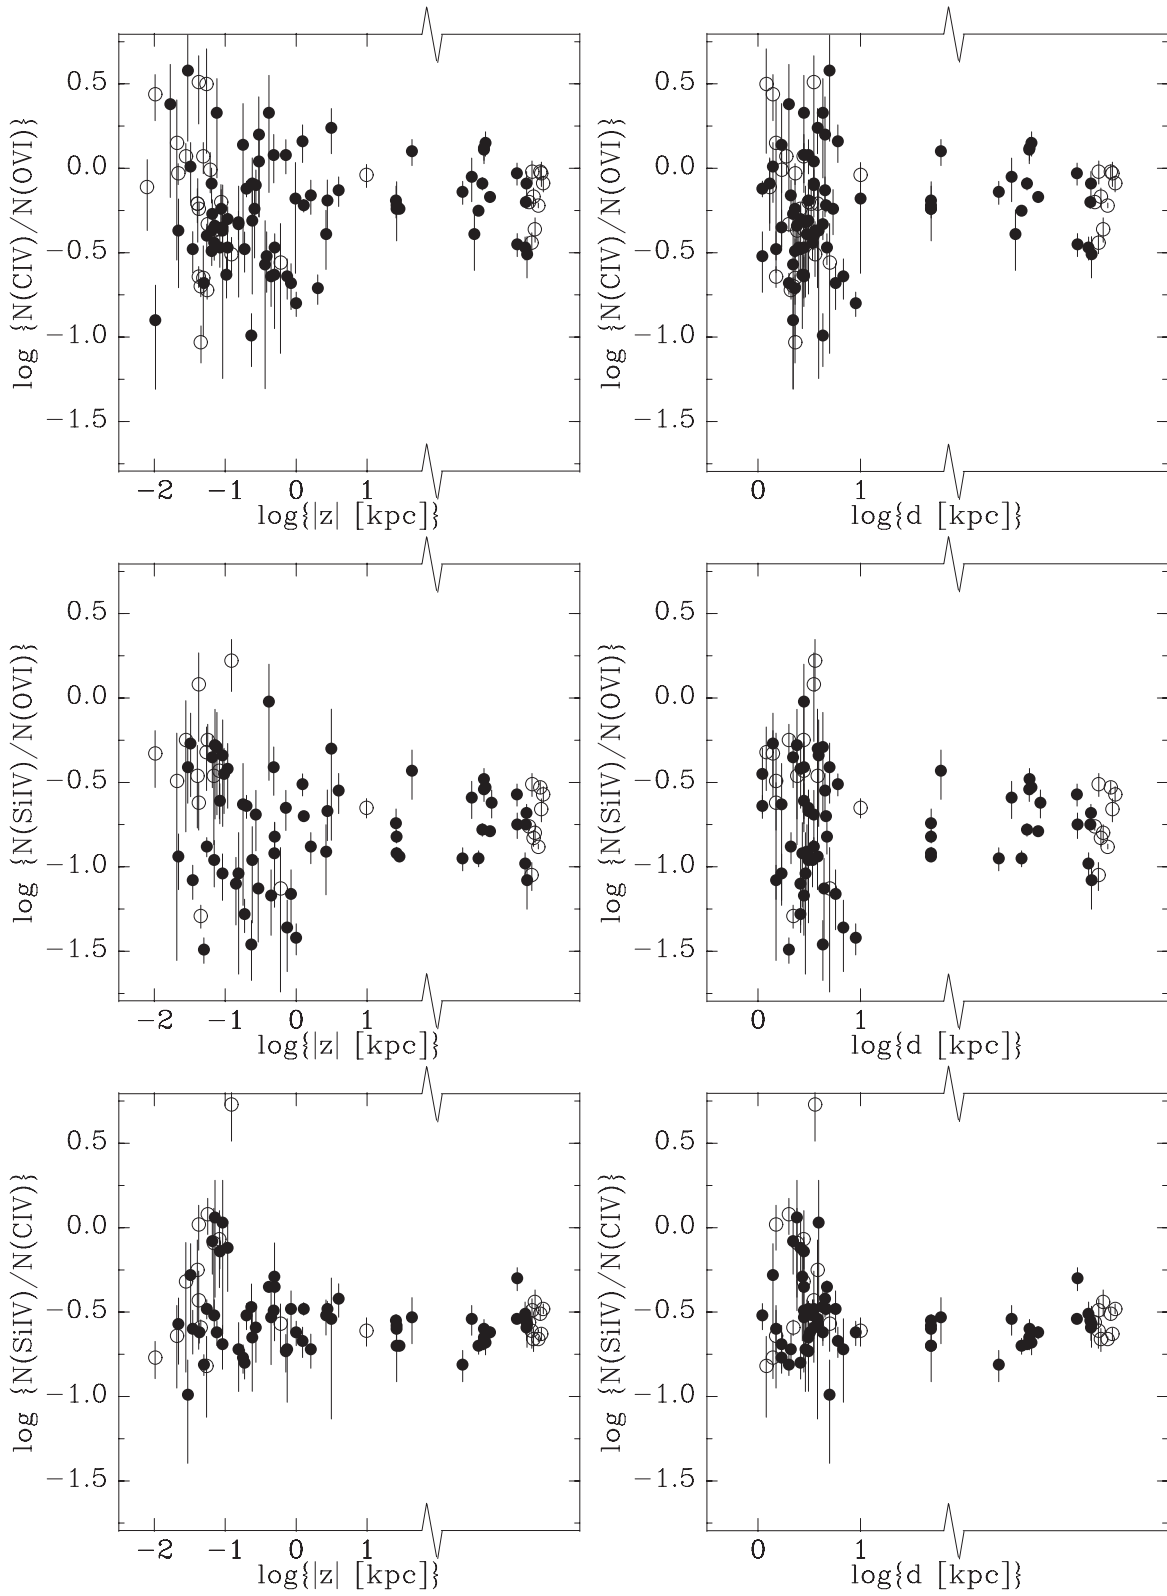 log {N(CIV)/N(OVI)}
0.5
0.0
−0.5
−1.0
−1.5
−2 −1 0 1
log{|z| [kpc]}
log {N(CIV)/N(OVI)}
0.5
0.0
−0.5
−1.0
−1.5
0 1
log{d [kpc]}
log {N(SiIV)/N(OVI)}
0.5
0.0
−0.5
−1.0
−1.5
−2 −1 0 1
log{|z| [kpc]}
log {N(SiIV)/N(OVI)}
0.5
0.0
−0.5
−1.0
−1.5
0 1
log{d [kpc]}
log {N(SiIV)/N(CIV)}
0.5
0.0
−0.5
−1.0
−1.5
−2 −1 0 1
log{|z| [kpc]}
log {N(SiIV)/N(CIV)}
0.5
0.0
−0.5
−1.0
−1.5
0 1
log{d [kpc]}